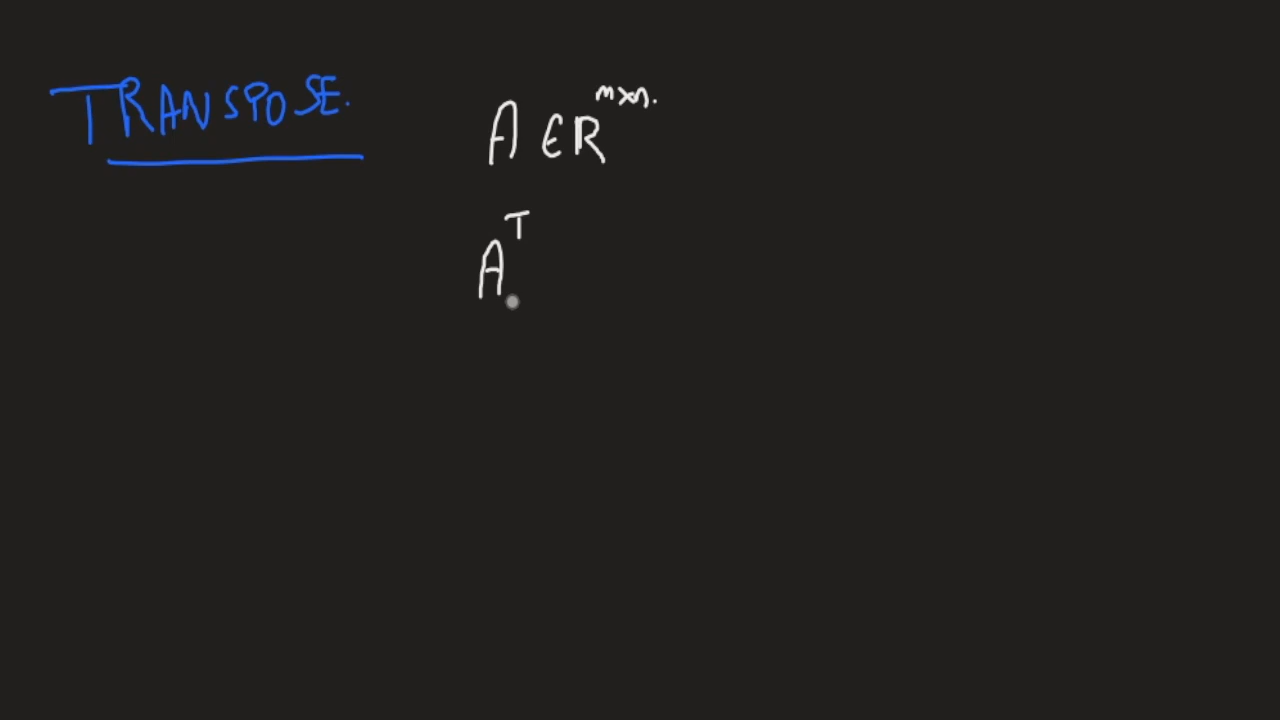 TRANSPOSE.
A ∈ R^{m×n}.
A^T